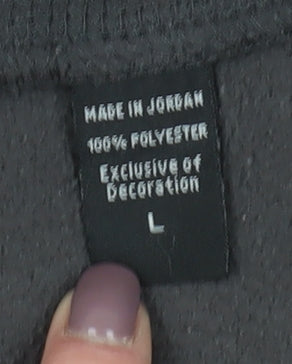 MADE IN JORDAN
100% POLYESTER
Exclusive of
Decoration
L